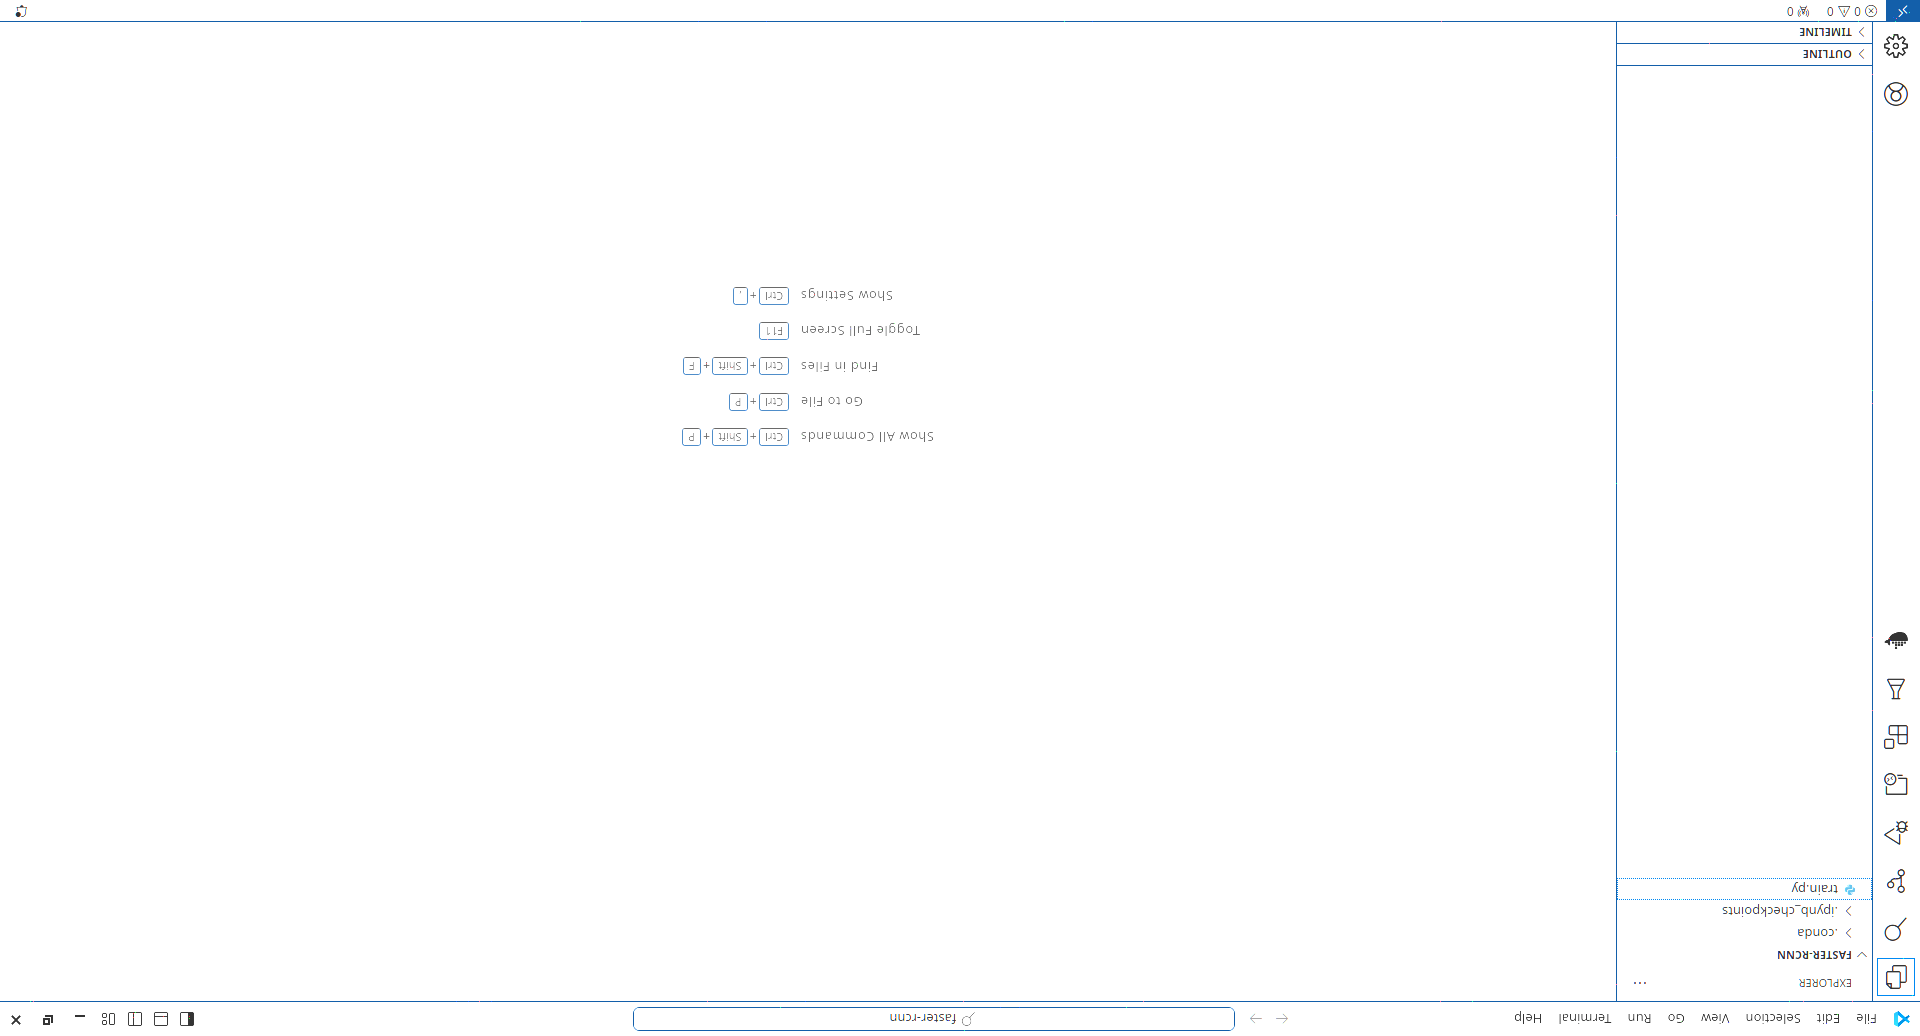 File Edit Selection View Go Run Terminal Help
faster-rcnn
EXPLORER
FASTER-RCNN
.conda
.ipynb_checkpoints
train.py
Show All Commands Ctrl + Shift + P
Go to File Ctrl + P
Find in Files Ctrl + Shift + F
Toggle Full Screen F11
Show Settings Ctrl + ,
OUTLINE
TIMELINE
0 0 0